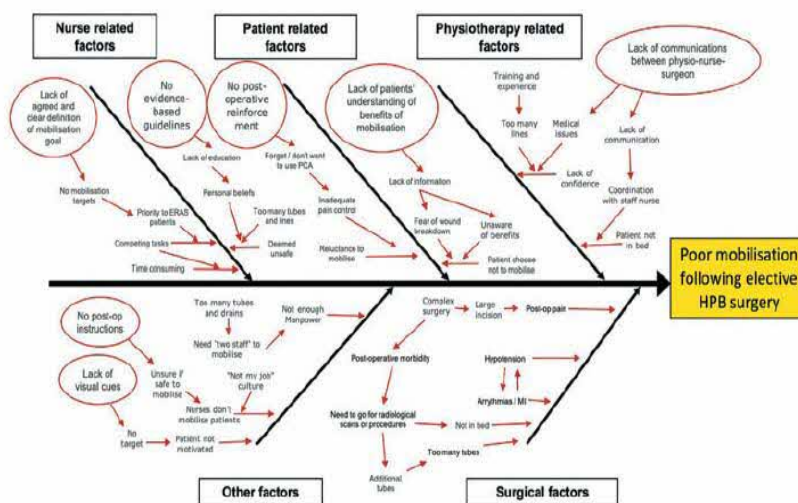 Nurse related
factors
Patient related
factors
Physiotherapy related
factors
Lack of
agreed and
clear definition
of mobilisation
goal
No
evidence-
based
guidelines
No post-
operative
reinforce
ment
Lack of patients'
understanding of
benefits of
mobilisation
Lack of communications
between physio-nurse-
surgeon
Training and
experience
Too many
lines
Medical
issues
Lack of
confidence
Lack of
communication
Coordination
with staff nurse
Patient not
in bed
No mobilisation
targets
Priority to ERAS
patients
Competing tasks
Time consuming
Lack of education
Personal beliefs
Too many tubes
and lines
Deemed
unsafe
Forget / don't want
to use PCA
Inadequate
pain control
Reluctance to
mobilise
Lack of information
Fear of wound
breakdown
Unaware
of benefits
Patient choose
not to mobilise
Poor mobilisation
following elective
HPB surgery
No post-op
instructions
Lack of
visual cues
Unsure if
safe to
mobilise
No
target
Patient not
motivated
Too many tubes
and drains
Need "two staff" to
mobilise
Not enough
Manpower
"Not my job"
culture
Nurses don't
mobilise patients
Complex
surgery
Large
incision
Post-op pain
Post-operative morbidity
Hypotension
Arrythmias / MI
Need to go for radiological
scans or procedures
Not in bed
Additional
tubes
Too many tubes
Other factors
Surgical factors